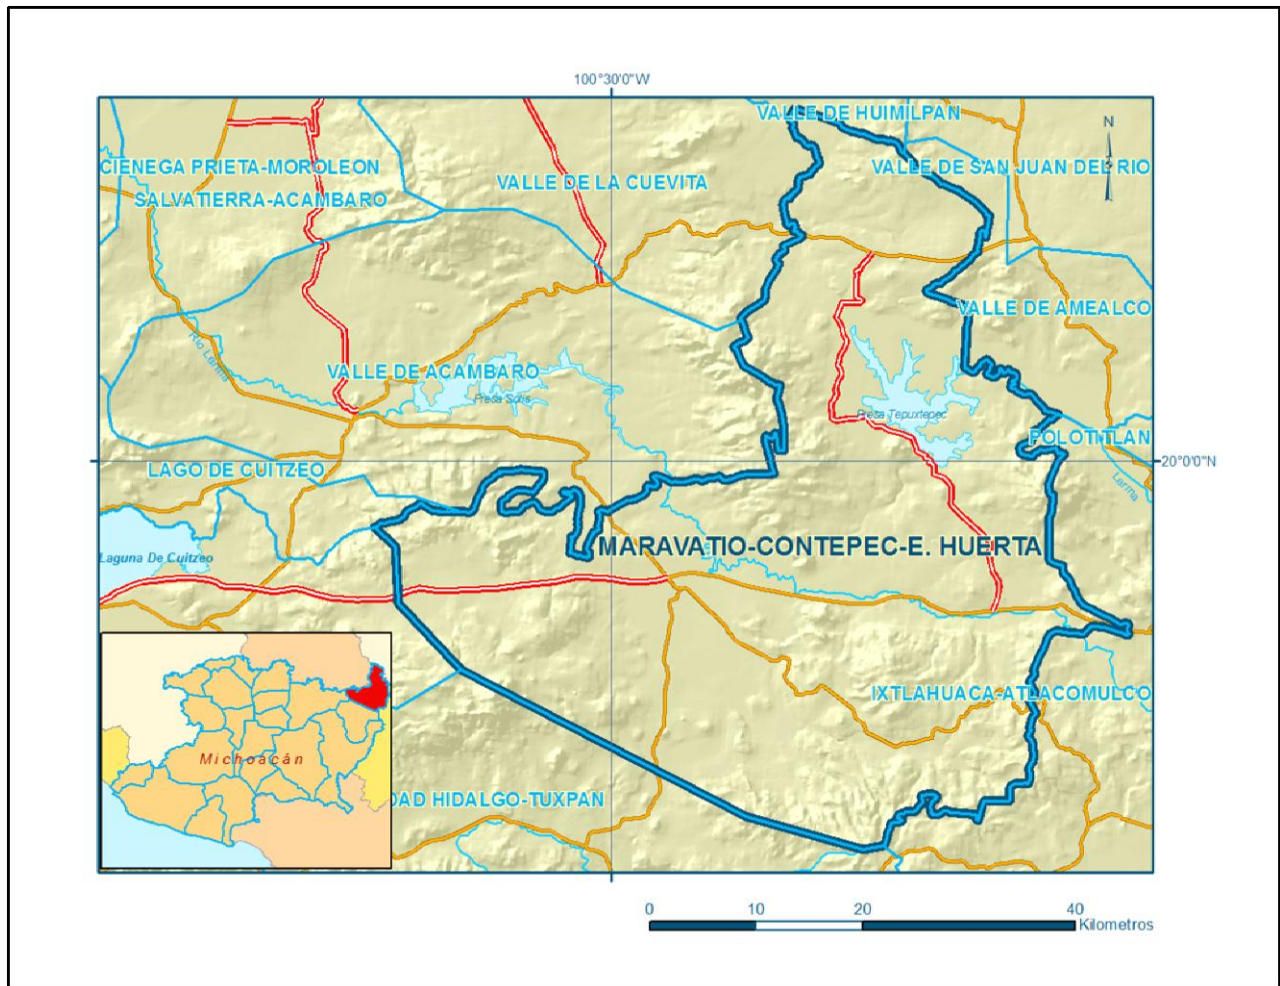 100°30'0"W
VALLE DE HUIMILPAN
N
CIENEGA PRIETA-MOROLEON
VALLE DE SAN JUAN DEL RIO
VALLE DE LA CUEVITA
SALVATIERRA-ACAMBARO
VALLE DE AMEALCO
Río Lerma
VALLE DE ACAMBARO
Presa Solis
Presa Tepuxtepec
POLOTITLAN
LAGO DE CUITZEO
20°0'0"N
Lerma
MARAVATIO-CONTEPEC-E. HUERTA
Laguna De Cuitzeo
IXTLAHUACA-ATLACOMULCO
Michoacán
DAD HIDALGO-TUXPAN
0 10 20 40
Kilometros